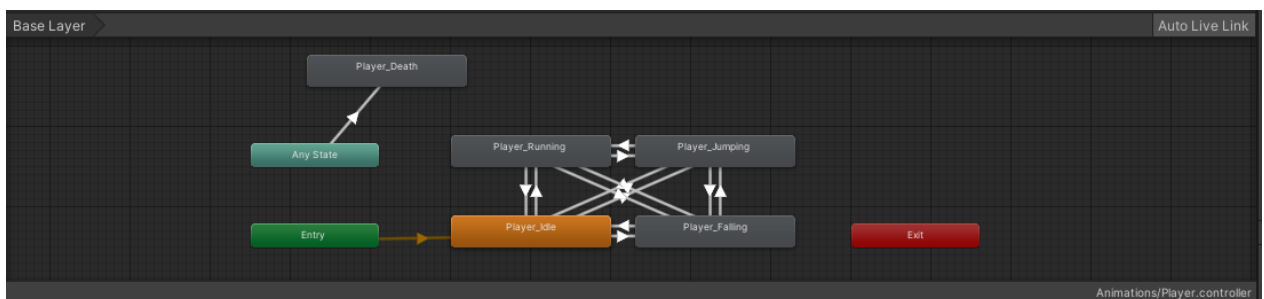 Base Layer
Auto Live Link
Player_Death
Any State
Player_Running
Player_Jumping
Entry
Player_Idle
Player_Falling
Exit
Animations/Player.controller